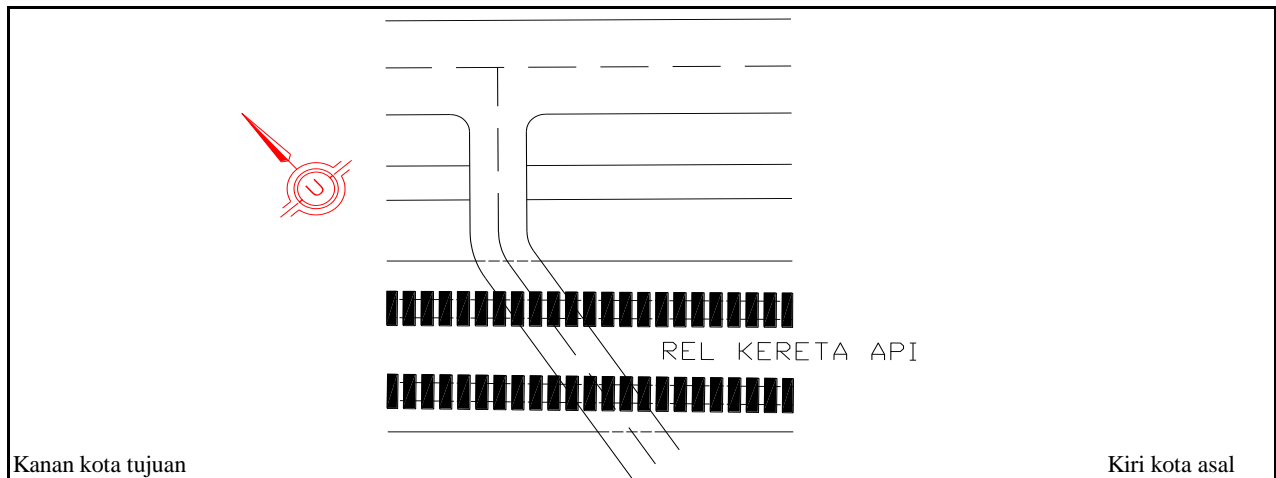 U
REL KERETA API
Kanan kota tujuan
Kiri kota asal